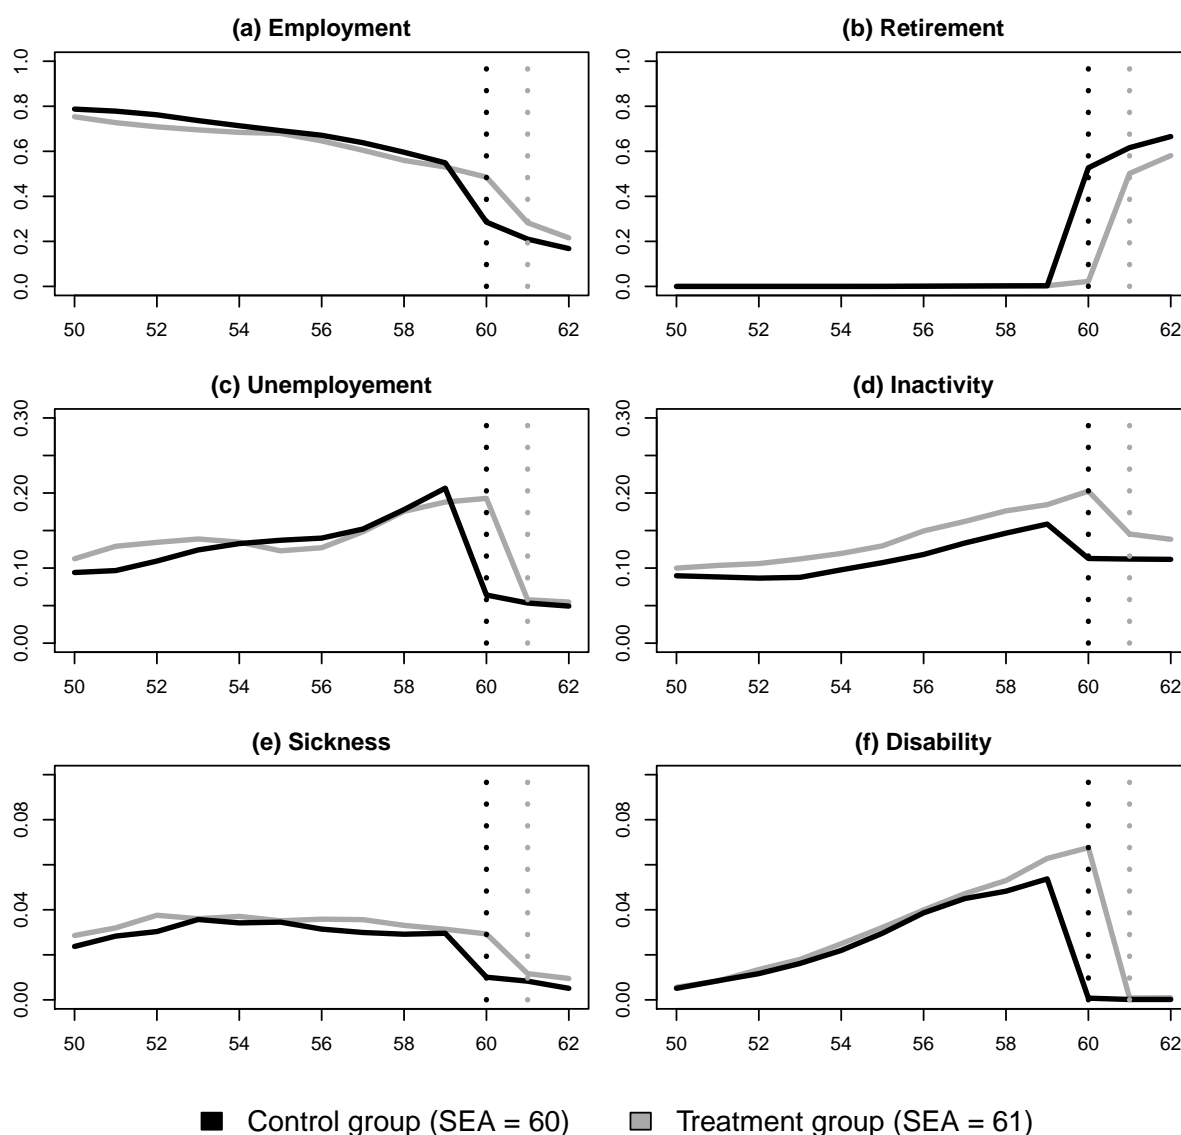 (a) Employment
(b) Retirement
0.0 0.2 0.4 0.6 0.8 1.0
0.0 0.2 0.4 0.6 0.8 1.0
50 52 54 56 58 60 62
50 52 54 56 58 60 62
(c) Unemployement
(d) Inactivity
0.00 0.10 0.20 0.30
0.00 0.10 0.20 0.30
50 52 54 56 58 60 62
50 52 54 56 58 60 62
(e) Sickness
(f) Disability
0.00 0.04 0.08
0.00 0.04 0.08
50 52 54 56 58 60 62
50 52 54 56 58 60 62
Control group (SEA = 60)
Treatment group (SEA = 61)